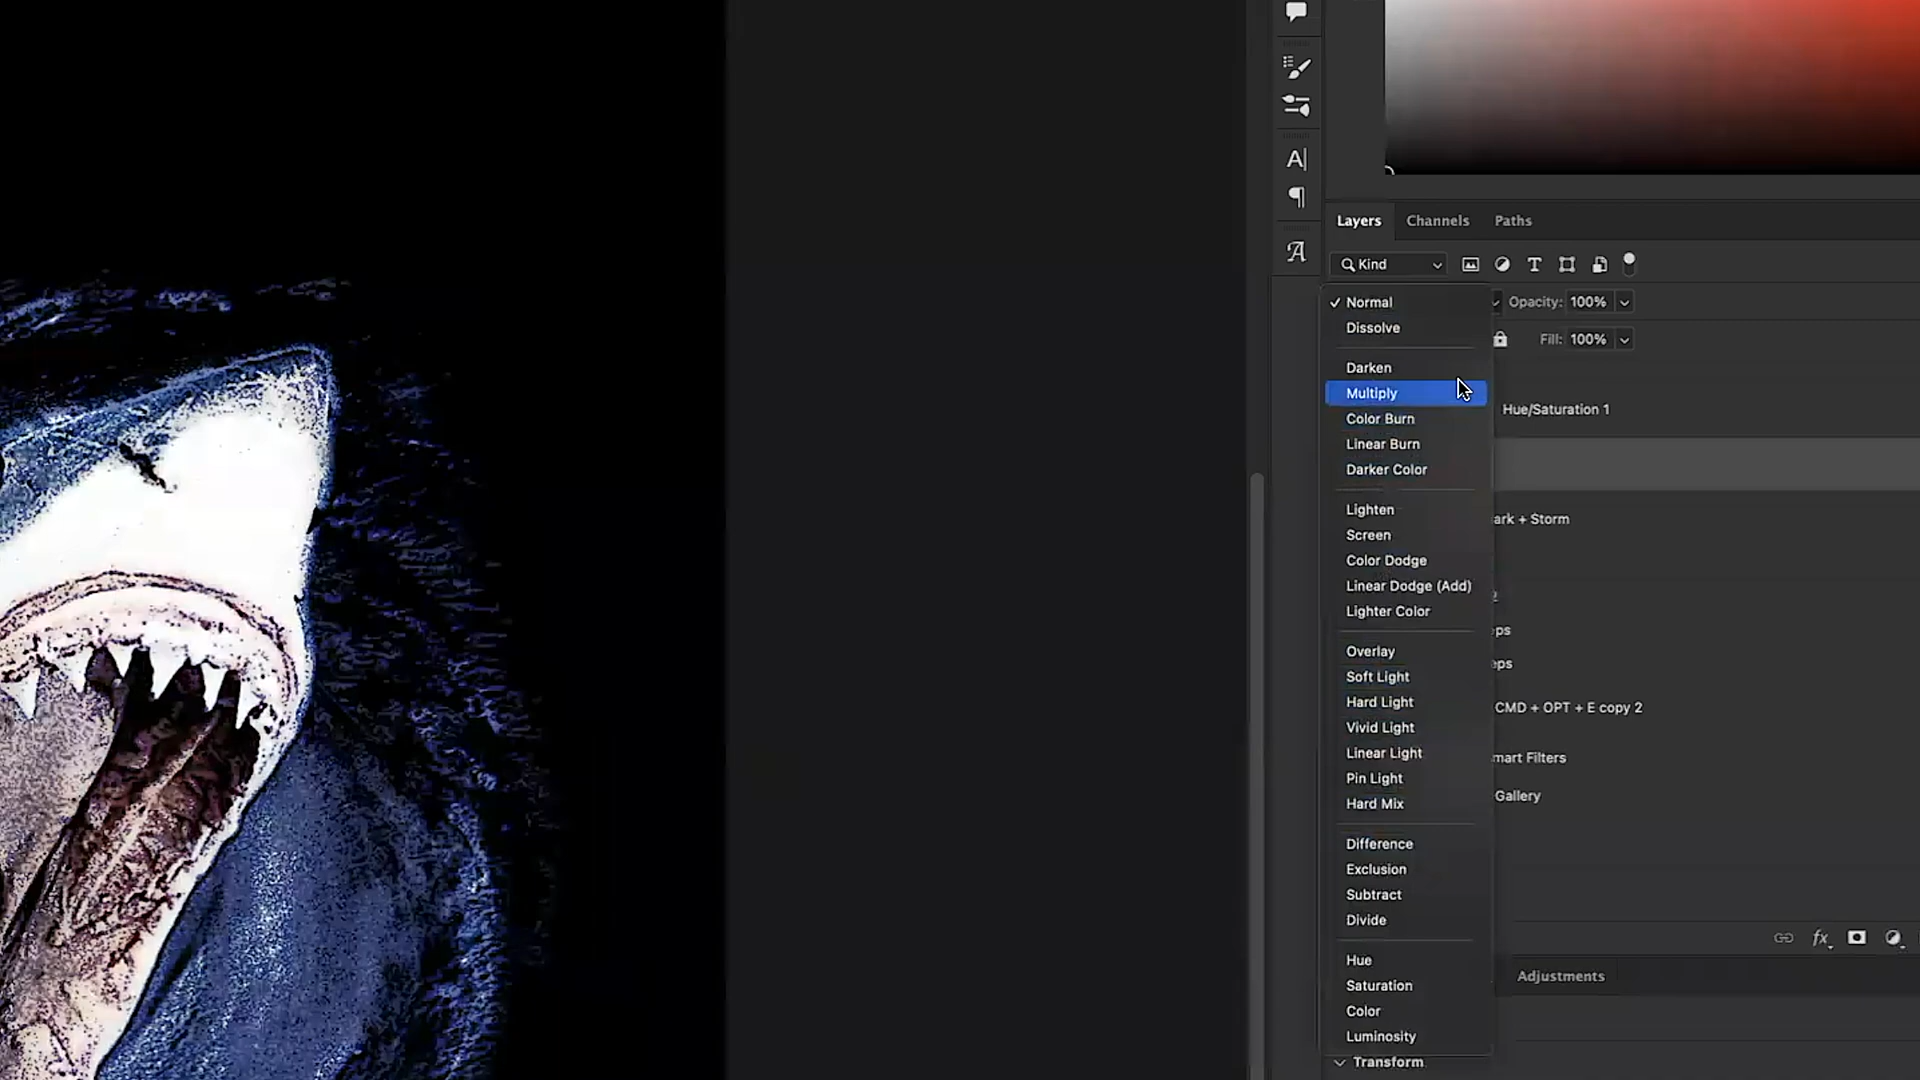 Layers Channels Paths
Kind
Normal
Opacity: 100%
Dissolve
Fill: 100%
Darken
Multiply
Hue/Saturation 1
Color Burn
Linear Burn
Darker Color
Lighten
ark + Storm
Screen
Color Dodge
Linear Dodge (Add)
2
Lighter Color
eps
Overlay
eps
Soft Light
Hard Light
CMD + OPT + E copy 2
Vivid Light
Linear Light
mart Filters
Pin Light
Gallery
Hard Mix
Difference
Exclusion
Subtract
Divide
fx
Hue
Adjustments
Saturation
Color
Luminosity
Transform